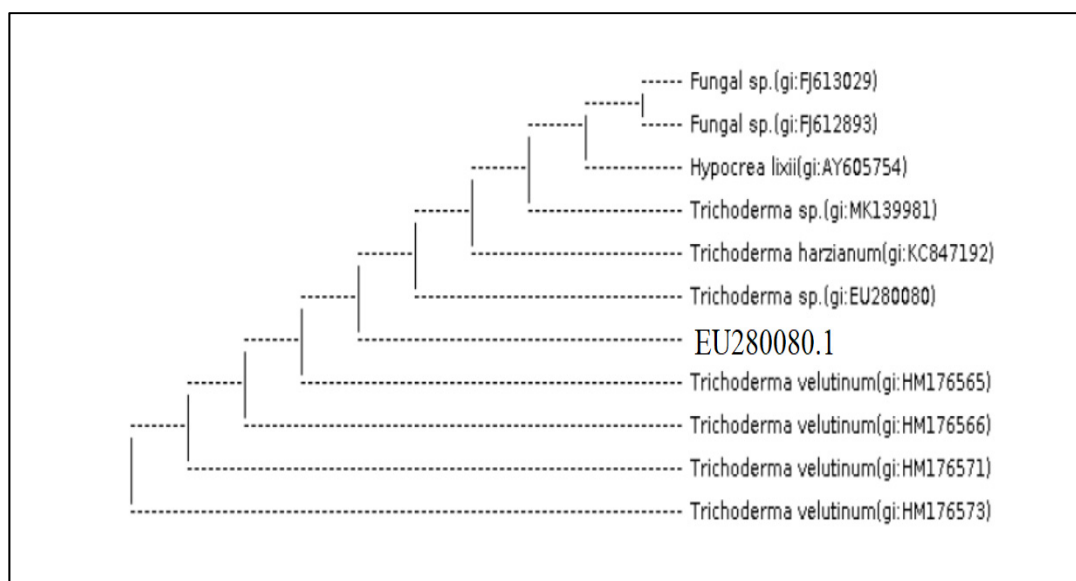 Fungal sp.(gi:FJ613029)
Fungal sp.(gi:FJ612893)
Hypocrea lixii(gi:AY605754)
Trichoderma sp.(gi:MK139981)
Trichoderma harzianum(gi:KC847192)
Trichoderma sp.(gi:EU280080)
EU280080.1
Trichoderma velutinum(gi:HM176565)
Trichoderma velutinum(gi:HM176566)
Trichoderma velutinum(gi:HM176571)
Trichoderma velutinum(gi:HM176573)